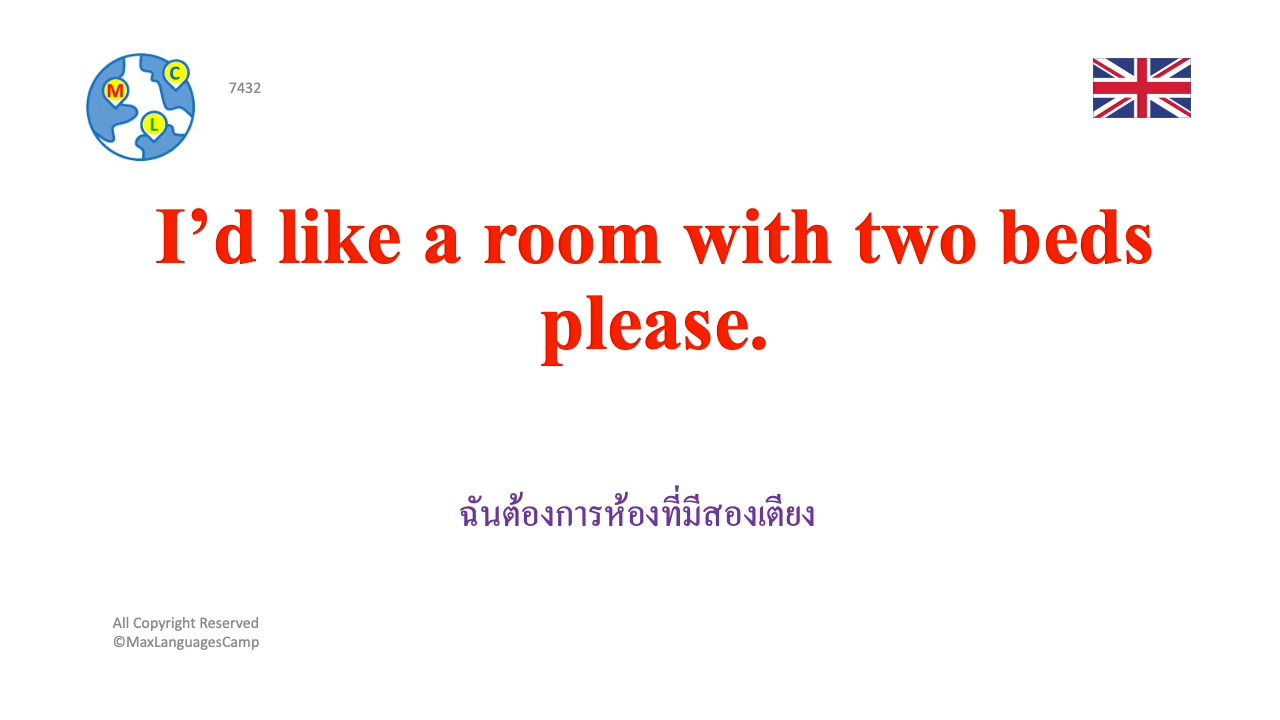 M
C
L
7432
I’d like a room with two beds
please.
ฉันต้องการห้องที่มีสองเตียง
All Copyright Reserved
©MaxLanguagesCamp